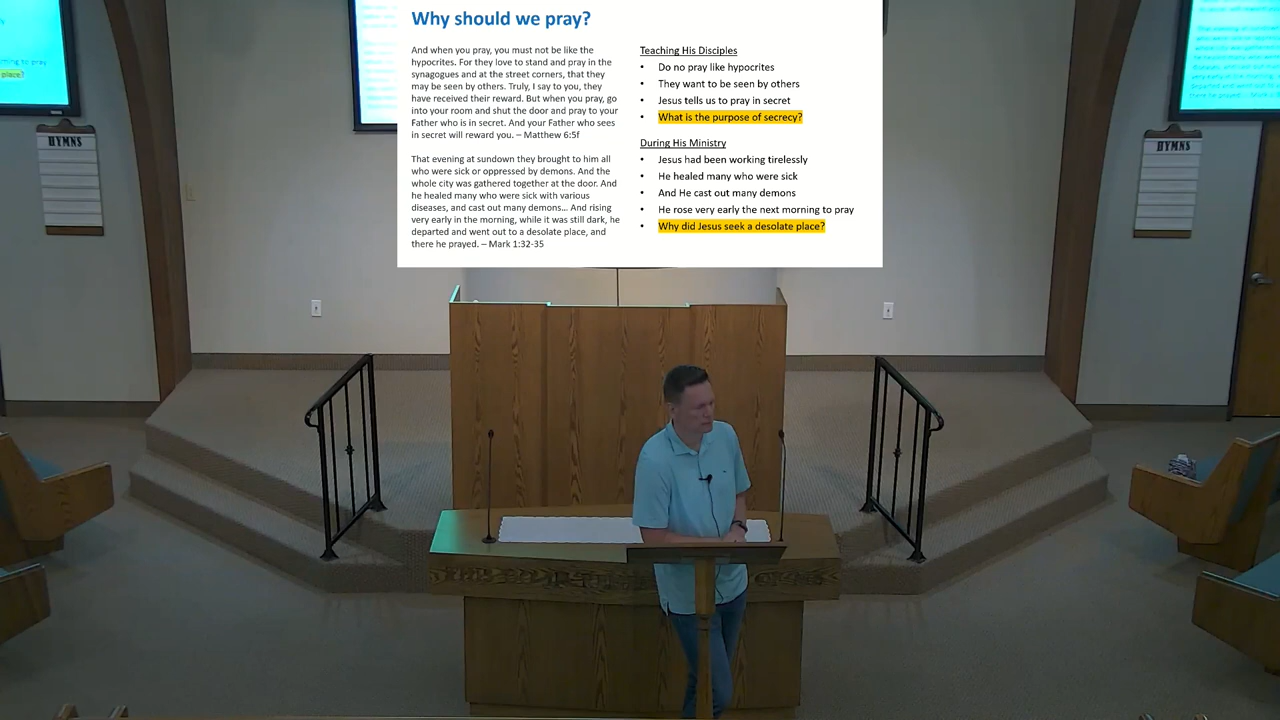 Why should we pray?
And when you pray, you must not be like the
hypocrites. For they love to stand and pray in the
synagogues and at the street corners, that they
may be seen by others. Truly, I say to you, they
have received their reward. But when you pray, go
into your room and shut the door and pray to your
Father who is in secret. And your Father who sees
in secret will reward you. – Matthew 6:5f
That evening at sundown they brought to him all
who were sick or oppressed by demons. And the
whole city was gathered together at the door. And
he healed many who were sick with various
diseases, and cast out many demons... And rising
very early in the morning, while it was still dark, he
departed and went out to a desolate place, and
there he prayed. – Mark 1:32-35
Teaching His Disciples
• Do no pray like hypocrites
• They want to be seen by others
• Jesus tells us to pray in secret
• What is the purpose of secrecy?
During His Ministry
• Jesus had been working tirelessly
• He healed many who were sick
• And He cast out many demons
• He rose very early the next morning to pray
• Why did Jesus seek a desolate place?
ning to pray
place?
HYMNS
HYMNS